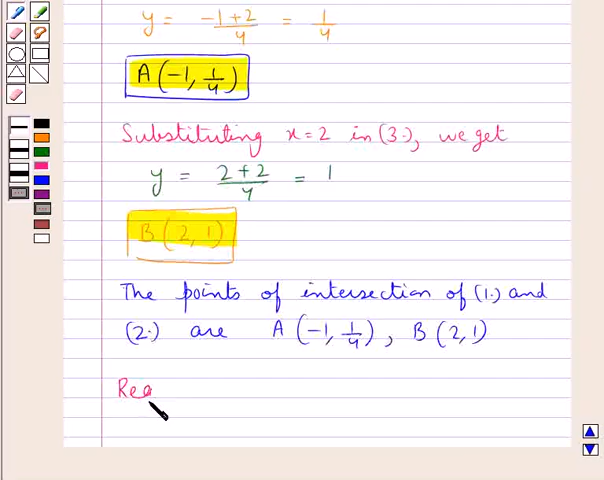 y = -1+2/4 = 1/4
A(-1, 1/4)
Substituting x=2 in (3.), we get
y = 2+2/4 = 1
B(2,1)
The points of intersection of (1.) and
(2.) are A(-1, 1/4), B(2,1)
Rea